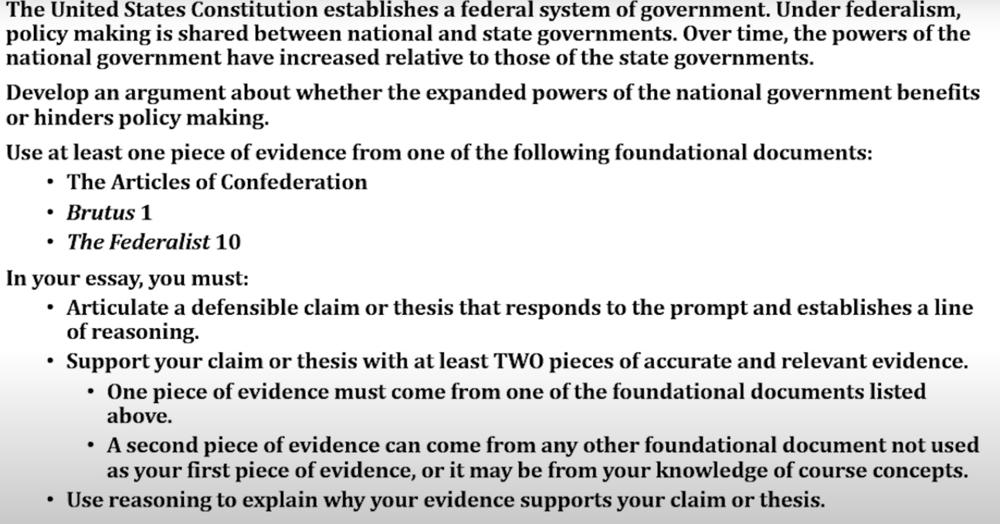 The United States Constitution establishes a federal system of government. Under federalism,
policy making is shared between national and state governments. Over time, the powers of the
national government have increased relative to those of the state governments.
Develop an argument about whether the expanded powers of the national government benefits
or hinders policy making.
Use at least one piece of evidence from one of the following foundational documents:
• The Articles of Confederation
• Brutus 1
• The Federalist 10
In your essay, you must:
• Articulate a defensible claim or thesis that responds to the prompt and establishes a line
of reasoning.
• Support your claim or thesis with at least TWO pieces of accurate and relevant evidence.
• One piece of evidence must come from one of the foundational documents listed
above.
• A second piece of evidence can come from any other foundational document not used
as your first piece of evidence, or it may be from your knowledge of course concepts.
• Use reasoning to explain why your evidence supports your claim or thesis.